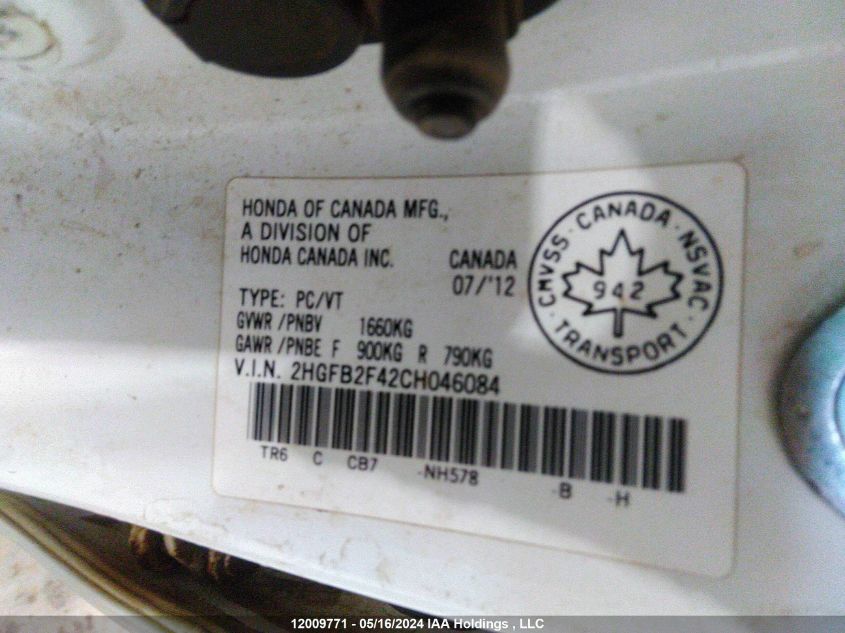 HONDA OF CANADA MFG.,
A DIVISION OF
HONDA CANADA INC.
CANADA
07/'12
TYPE: PC/VT
GVWR/PNBV 1660KG
GAWR/PNBE F 900KG R 790KG
V.I.N. 2HGFB2F42CH046084
TR6 C CB7 -NH578 -B -H
CMVSS · CANADA · NSVAC
942
· TRANSPORT ·
12009771 - 05/16/2024 IAA Holdings , LLC